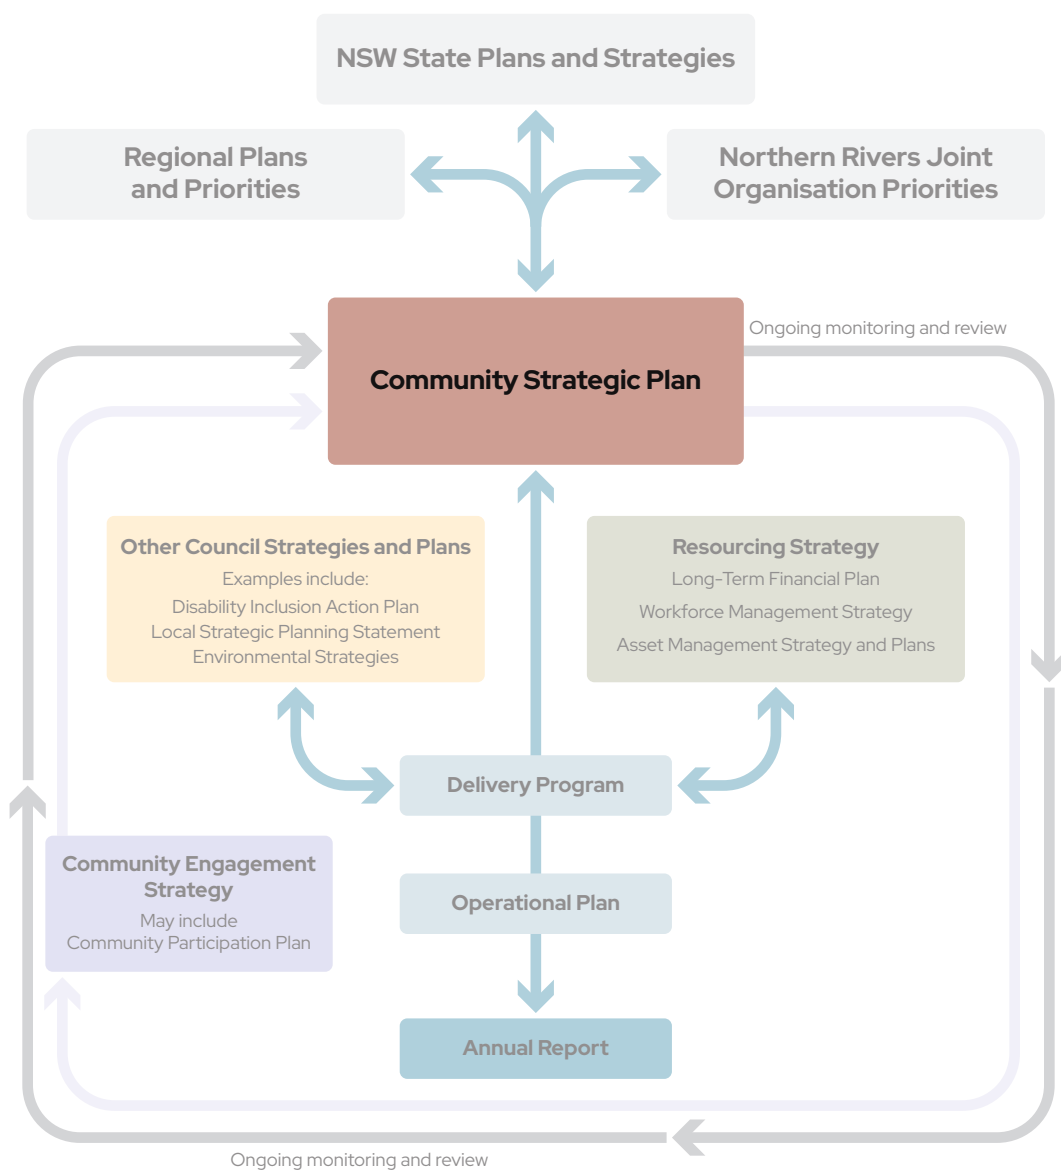 NSW State Plans and Strategies
Regional Plans
and Priorities
Northern Rivers Joint
Organisation Priorities
Ongoing monitoring and review
Community Strategic Plan
Other Council Strategies and Plans
Examples include:
Disability Inclusion Action Plan
Local Strategic Planning Statement
Environmental Strategies
Resourcing Strategy
Long-Term Financial Plan
Workforce Management Strategy
Asset Management Strategy and Plans
Delivery Program
Community Engagement
Strategy
May include
Community Participation Plan
Operational Plan
Annual Report
Ongoing monitoring and review